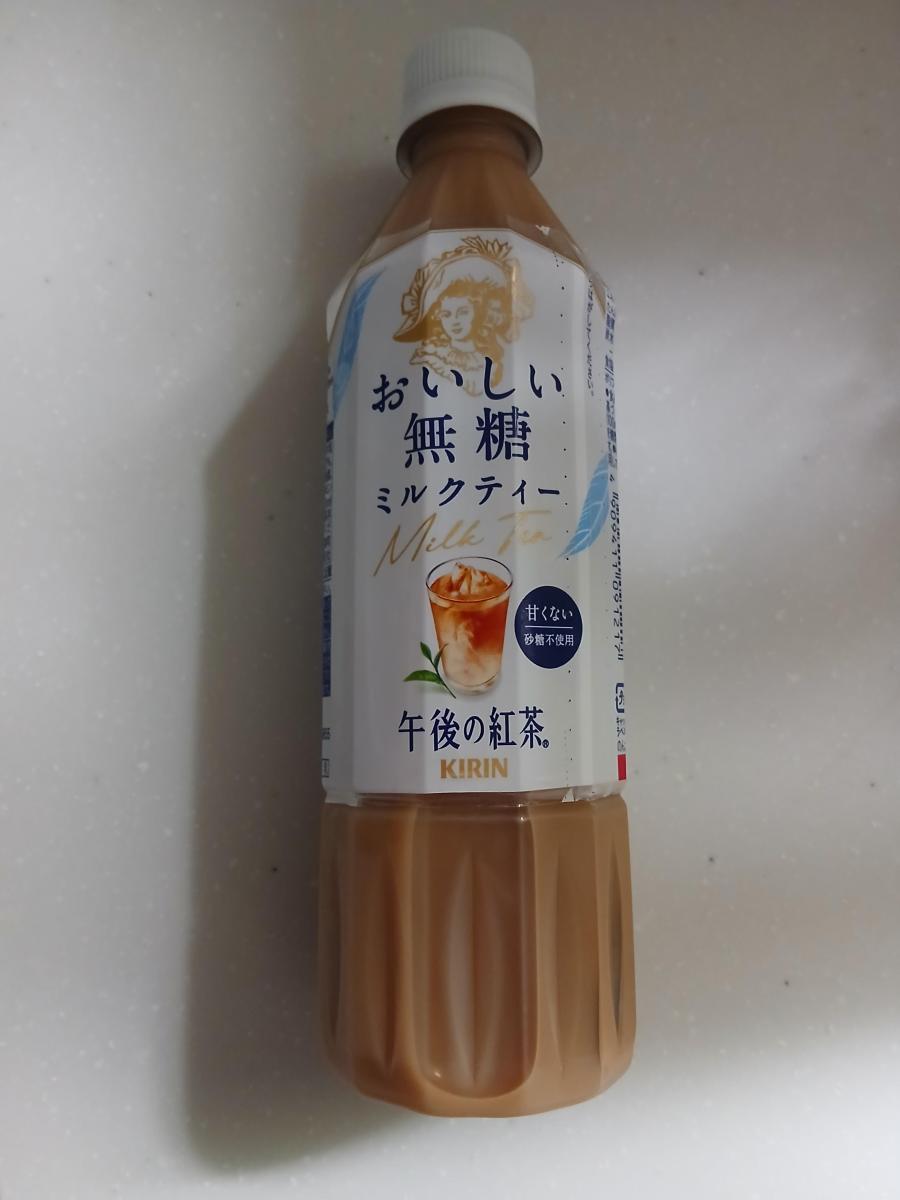 おいしい
無糖
ミルクティー
Milk Tea
甘くない
砂糖不使用
午後の紅茶®
KIRIN